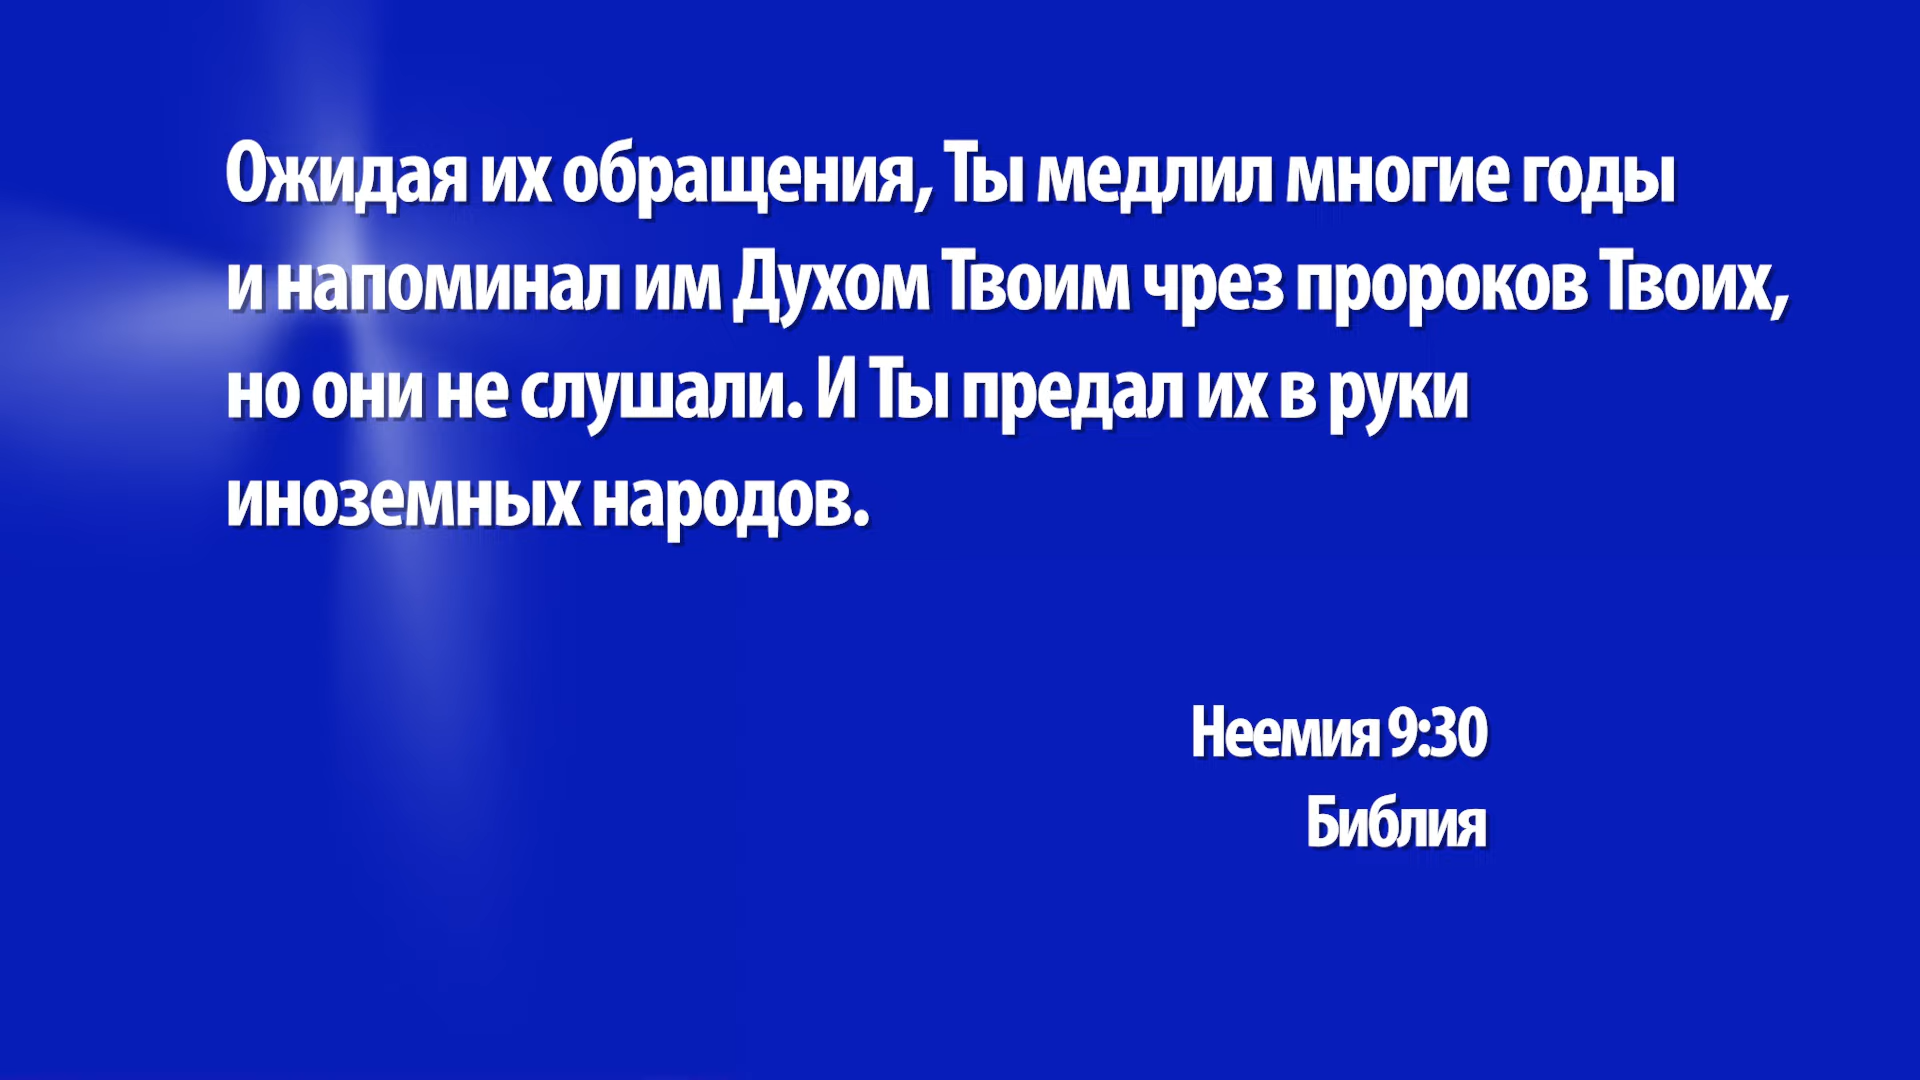 Ожидая их обращения, Ты медлил многие годы
и напоминал им Духом Твоим чрез пророков Твоих,
но они не слушали. И Ты предал их в руки
иноземных народов.
Неемия 9:30
Библия